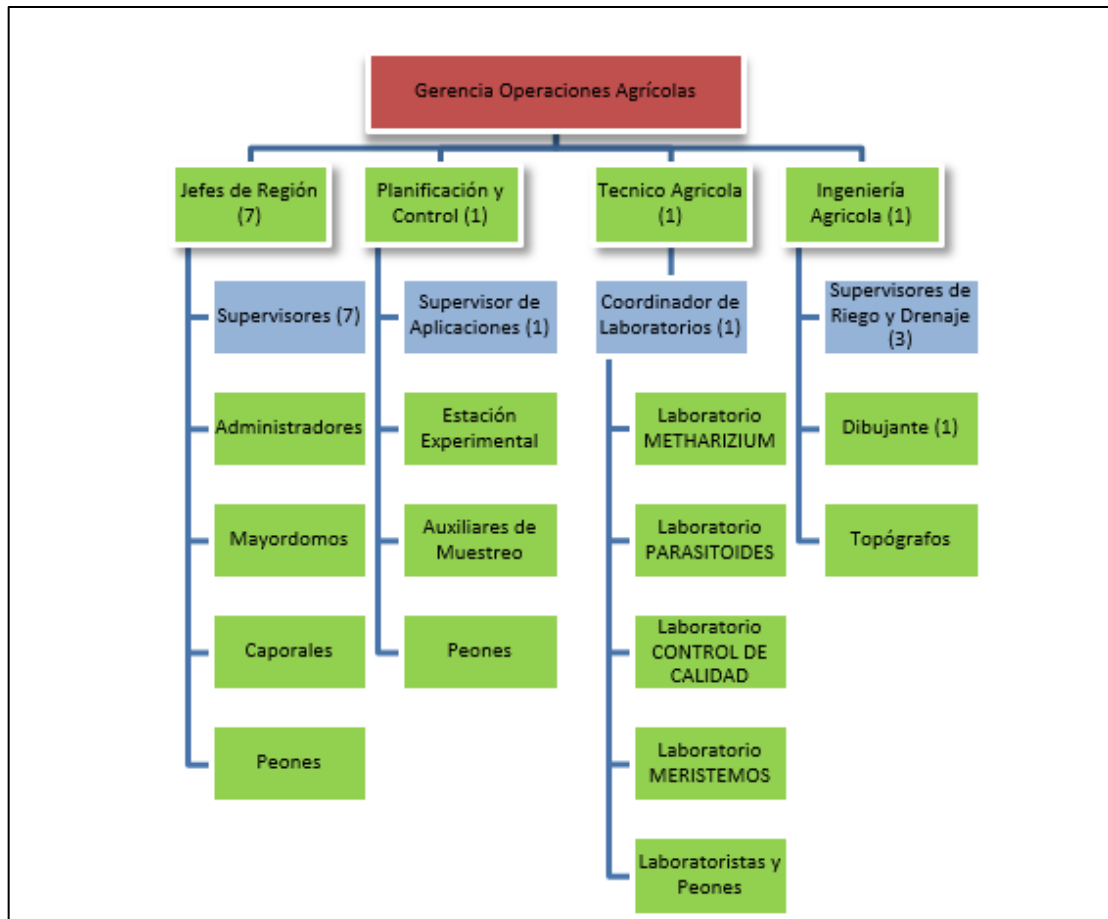 Gerencia Operaciones Agrícolas
Jefes de Región
(7)
Planificación y
Control (1)
Tecnico Agricola
(1)
Ingeniería
Agricola (1)
Supervisores (7)
Supervisor de
Aplicaciones (1)
Coordinador de
Laboratorios (1)
Supervisores de
Riego y Drenaje
(3)
Administradores
Estación
Experimental
Laboratorio
METHARIZIUM
Dibujante (1)
Mayordomos
Auxiliares de
Muestreo
Laboratorio
PARASITOIDES
Topógrafos
Caporales
Peones
Laboratorio
CONTROL DE
CALIDAD
Peones
Laboratorio
MERISTEMOS
Laboratoristas y
Peones